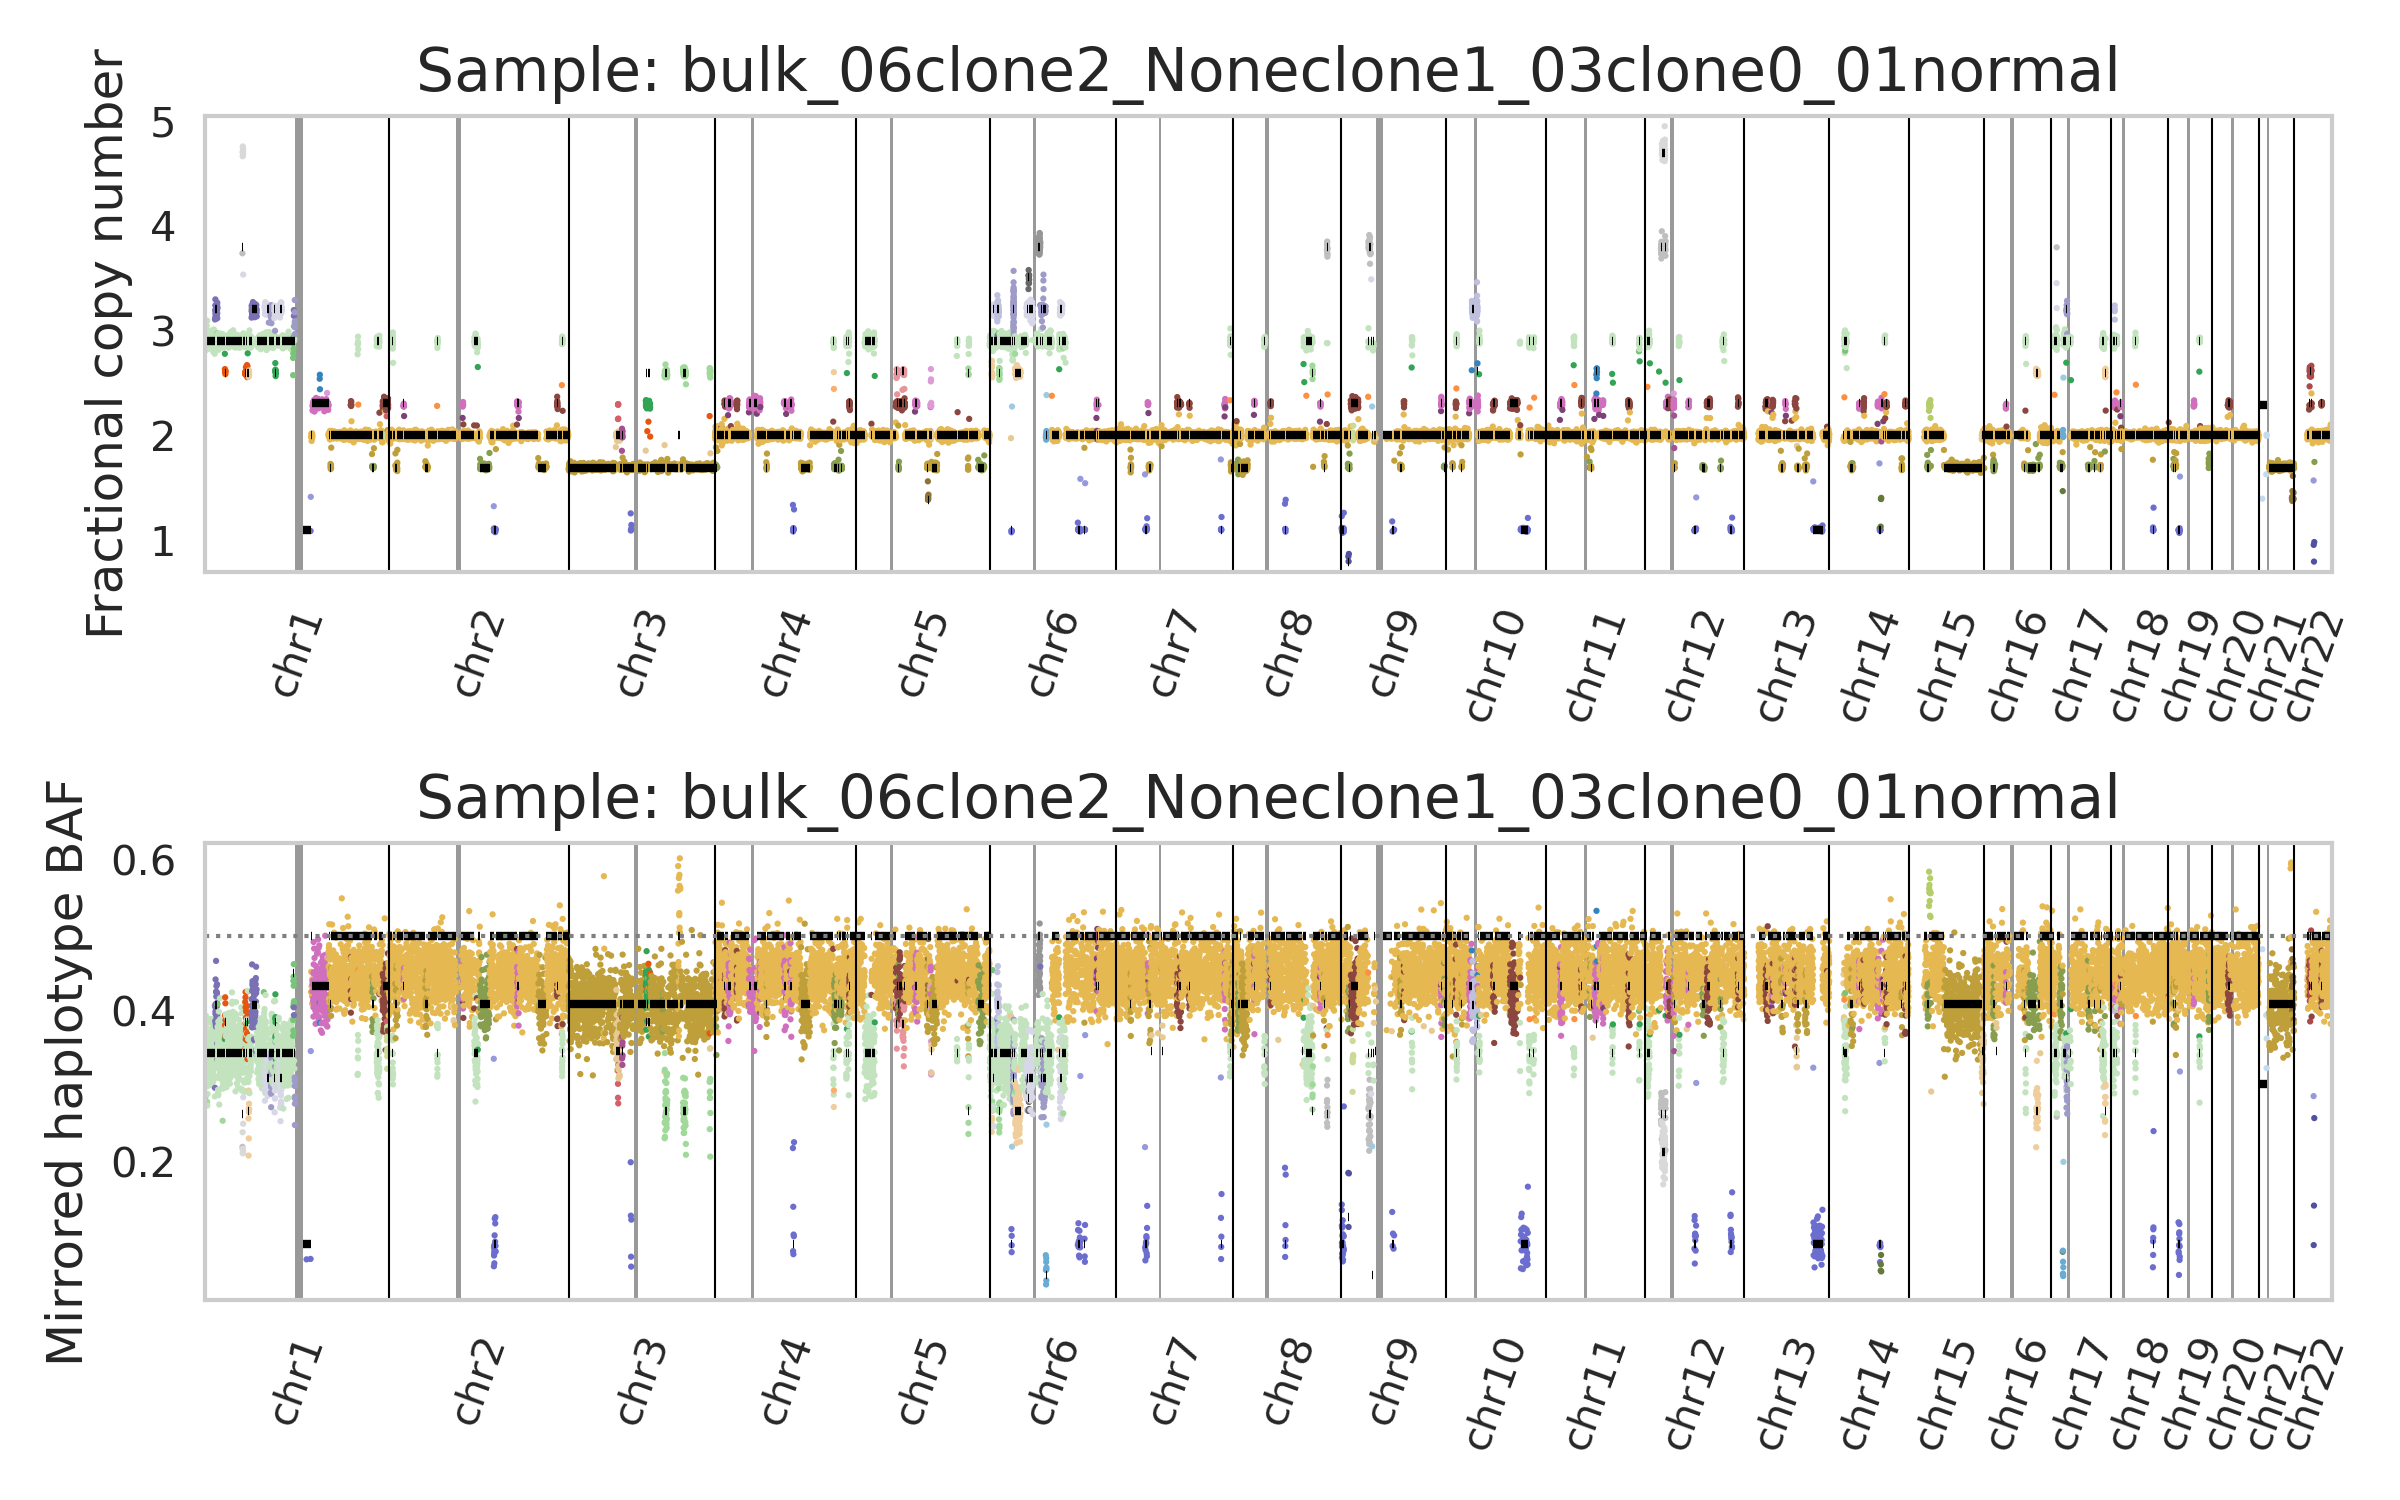 Sample: bulk_06clone2_Noneclone1_03clone0_01normal
Fractional copy number
5
4
3
2
1
chr1 chr2 chr3 chr4 chr5 chr6 chr7 chr8 chr9 chr10 chr11 chr12 chr13 chr14 chr15 chr16 chr17 chr18 chr19 chr20 chr21 chr22
Sample: bulk_06clone2_Noneclone1_03clone0_01normal
Mirrored haplotype BAF
0.6
0.4
0.2
chr1 chr2 chr3 chr4 chr5 chr6 chr7 chr8 chr9 chr10 chr11 chr12 chr13 chr14 chr15 chr16 chr17 chr18 chr19 chr20 chr21 chr22